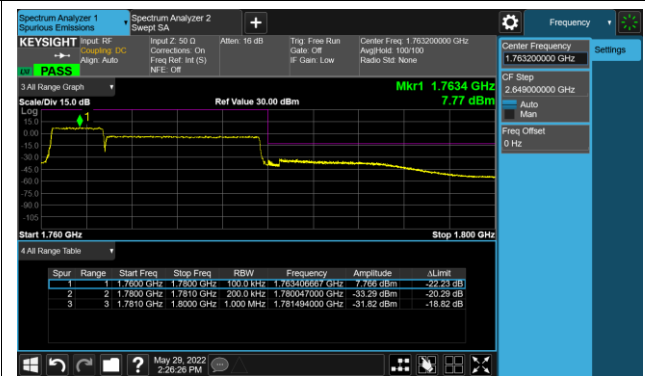 Spectrum Analyzer 1
Spurious Emissions
Spectrum Analyzer 2
Swept SA
+
Frequency
KEYSIGHT
Input: RF
Coupling: DC
Align: Auto
Input Z: 50 Ω
Corrections: On
Freq Ref: Int (S)
NFE: Off
Atten: 16 dB
Trig: Free Run
Gate: Off
IF Gain: Low
Center Freq: 1.763200000 GHz
Avg|Hold: 100/100
Radio Std: None
PASS
Center Frequency
1.763200000 GHz
Settings
CF Step
2.649000000 GHz
Auto
Man
Freq Offset
0 Hz
3 All Range Graph
Mkr1 1.7634 GHz
7.77 dBm
Scale/Div 15.0 dB
Ref Value 30.00 dBm
Log
1
15.0
0.00
-15.0
-30.0
-45.0
-60.0
-75.0
-90.0
-105
Start 1.760 GHz
Stop 1.800 GHz
4 All Range Table
Spur Range Start Freq Stop Freq RBW Frequency Amplitude ΔLimit
1 1 1.7600 GHz 1.7800 GHz 100.0 kHz 1.763406667 GHz 7.766 dBm -22.23 dB
2 2 1.7800 GHz 1.7810 GHz 200.0 kHz 1.780047000 GHz -33.29 dBm -20.29 dB
3 3 1.7810 GHz 1.8000 GHz 1.000 MHz 1.781494000 GHz -31.82 dBm -18.82 dB
?
May 29, 2022
2:26:26 PM